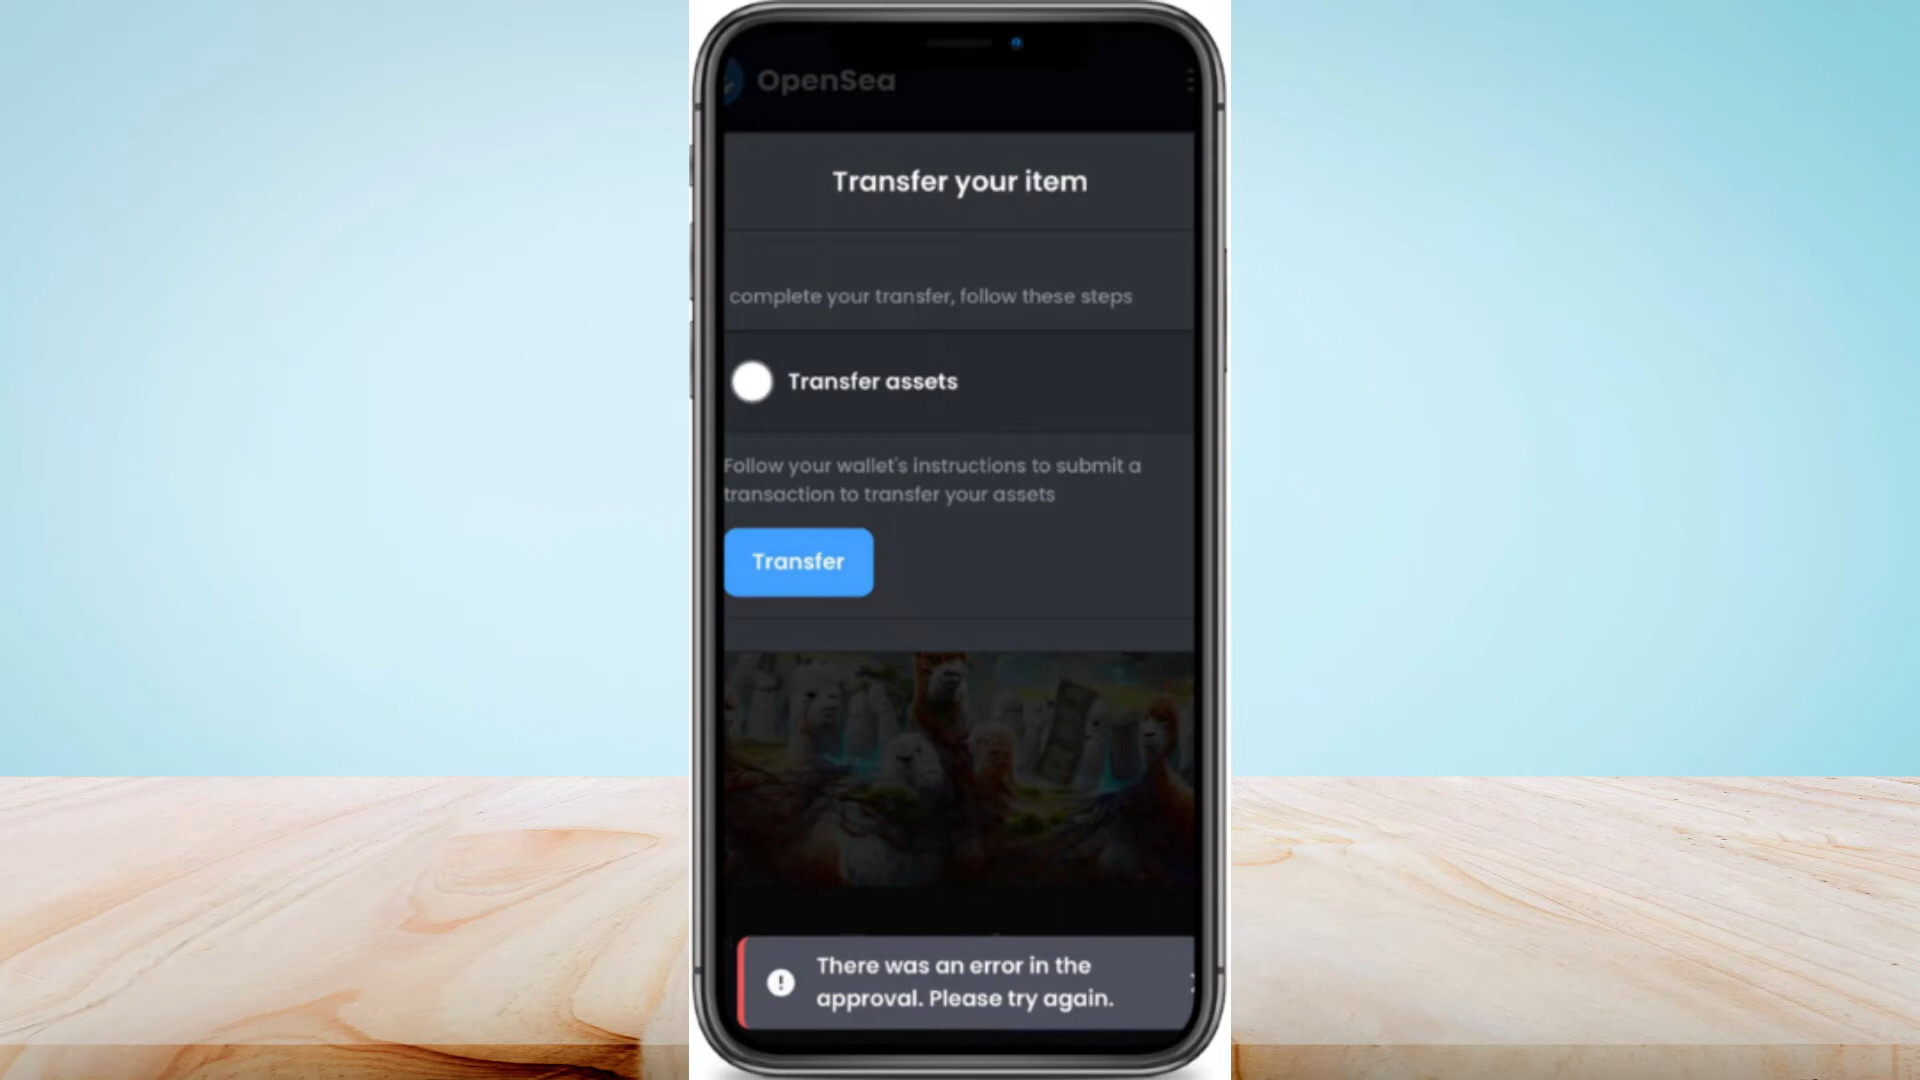 OpenSea
Transfer your item
complete your transfer, follow these steps
Transfer assets
Follow your wallet's instructions to submit a
transaction to transfer your assets
Transfer
There was an error in the
approval. Please try again.